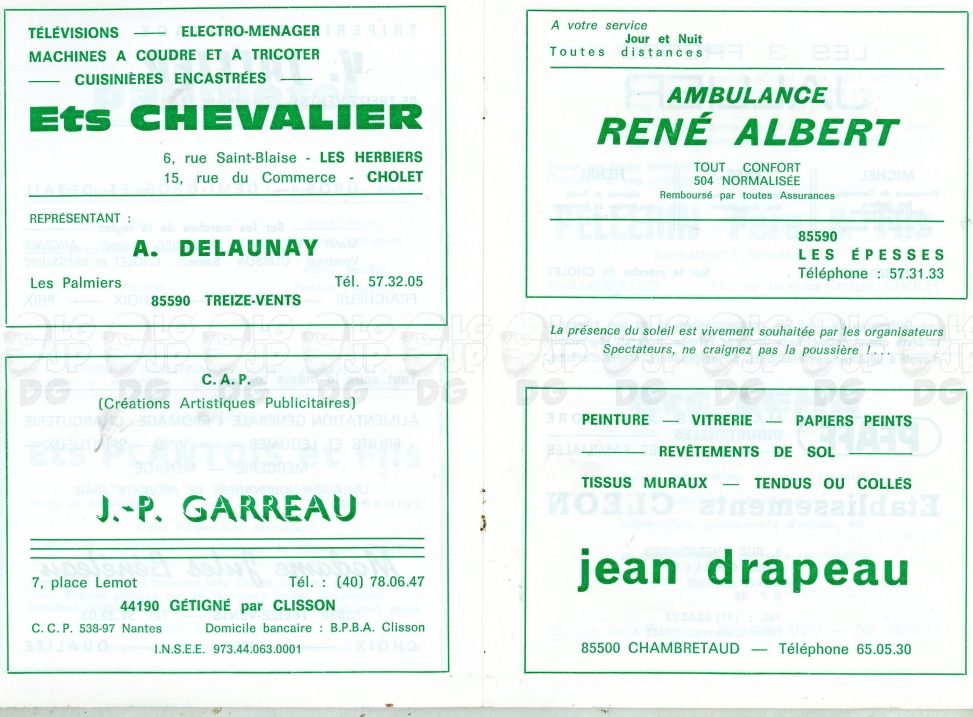 TÉLÉVISIONS — ELECTRO-MENAGER
MACHINES A COUDRE ET A TRICOTER
— CUISINIÈRES ENCASTRÉES —
Ets CHEVALIER
6, rue Saint-Blaise - LES HERBIERS
15, rue du Commerce - CHOLET
REPRÉSENTANT :
A. DELAUNAY
Les Palmiers Tél. 57.32.05
85590 TREIZE-VENTS
C.A.P.
(Créations Artistiques Publicitaires)
J.-P. GARREAU
7, place Lemot Tél. : (40) 78.06.47
44190 GÉTIGNÉ par CLISSON
C.C.P. 538-97 Nantes Domicile bancaire : B.P.B.A. Clisson
I.N.S.E.E. 973.44.063.0001
A votre service
Jour et Nuit
Toutes distances
AMBULANCE
RENÉ ALBERT
TOUT CONFORT
504 NORMALISÉE
Remboursé par toutes Assurances
85590
LES ÉPESSES
Téléphone : 57.31.33
La présence du soleil est vivement souhaitée par les organisateurs
Spectateurs, ne craignez pas la poussière !...
PEINTURE — VITRERIE — PAPIERS PEINTS
— REVÊTEMENTS DE SOL —
TISSUS MURAUX — TENDUS OU COLLÉS
jean drapeau
85500 CHAMBRETAUD — Téléphone 65.05.30